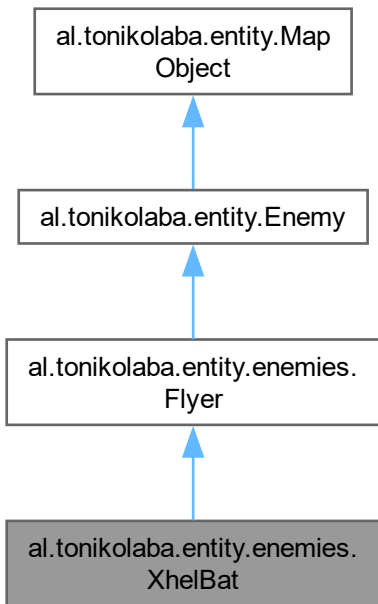 al.tonikolaba.entity.Map
Object
al.tonikolaba.entity.Enemy
al.tonikolaba.entity.enemies.
Flyer
al.tonikolaba.entity.enemies.
XhelBat